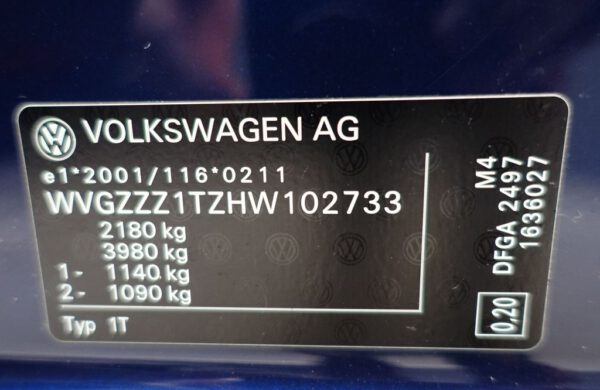 VOLKSWAGEN AG
e1*2001/116*0211
WVGZZZ1TZHW102733
2180 kg
3980 kg
1- 1140 kg
2- 1090 kg
Typ 1T
M4
DFGA 2497
1636027
0,20